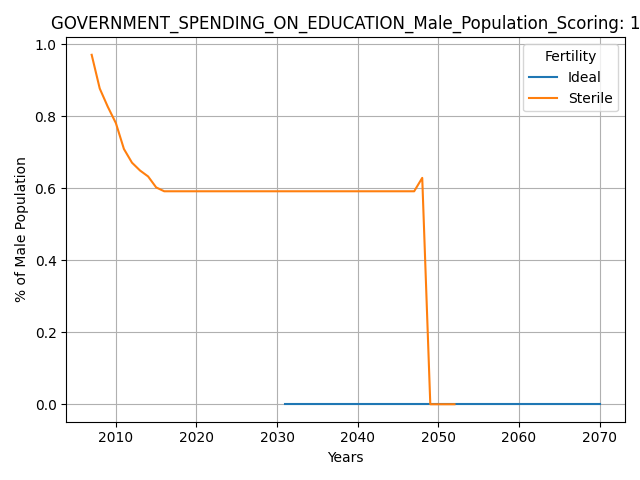 GOVERNMENT_SPENDING_ON_EDUCATION_Male_Population_Scoring: 1
Fertility
Ideal
Sterile
% of Male Population
1.0
0.8
0.6
0.4
0.2
0.0
2010 2020 2030 2040 2050 2060 2070
Years